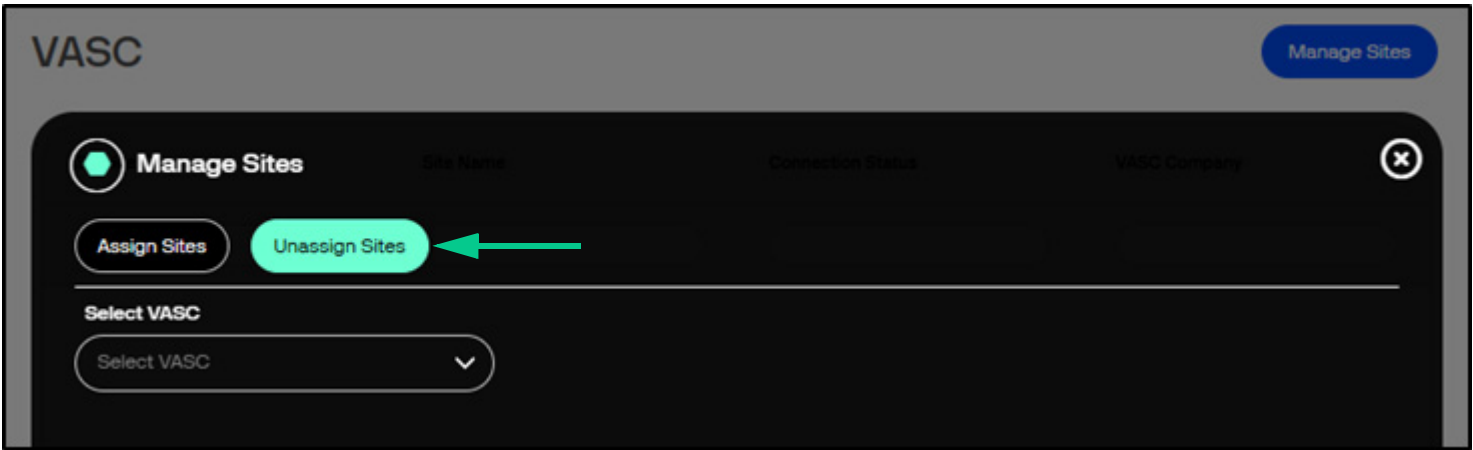 VASC
Manage Sites
Manage Sites
Site Name
Connection Status
VASC Company
Assign Sites
Unassign Sites
Select VASC
Select VASC